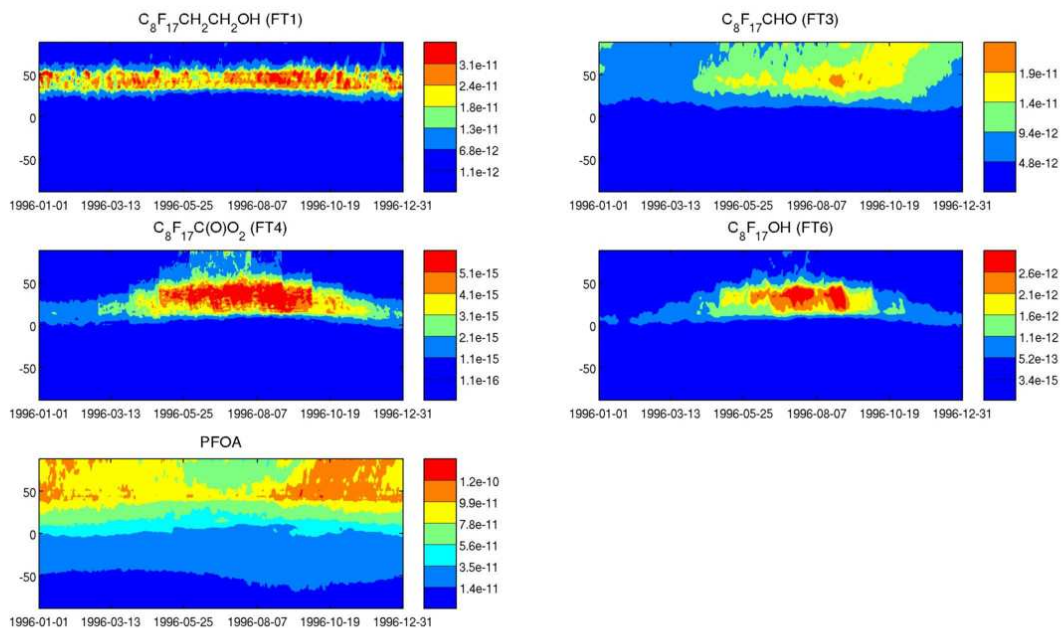 C₈F₁₇CH₂CH₂OH (FT1)
50
0
-50
3.1e-11
2.4e-11
1.8e-11
1.3e-11
6.8e-12
1.1e-12
1996-01-01 1996-03-13 1996-05-25 1996-08-07 1996-10-19 1996-12-31
C₈F₁₇CHO (FT3)
50
0
-50
1.9e-11
1.4e-11
9.4e-12
4.8e-12
1996-01-01 1996-03-13 1996-05-25 1996-08-07 1996-10-19 1996-12-31
C₈F₁₇C(O)O₂ (FT4)
50
0
-50
5.1e-15
4.1e-15
3.1e-15
2.1e-15
1.1e-15
1.1e-16
1996-01-01 1996-03-13 1996-05-25 1996-08-07 1996-10-19 1996-12-31
C₈F₁₇OH (FT6)
50
0
-50
2.6e-12
2.1e-12
1.6e-12
5.2e-13
3.4e-15
1996-01-01 1996-03-13 1996-05-25 1996-08-07 1996-10-19 1996-12-31
PFOA
50
0
-50
1.2e-10
9.9e-11
7.8e-11
5.6e-11
3.5e-11
1.4e-11
1996-01-01 1996-03-13 1996-05-25 1996-08-07 1996-10-19 1996-12-31